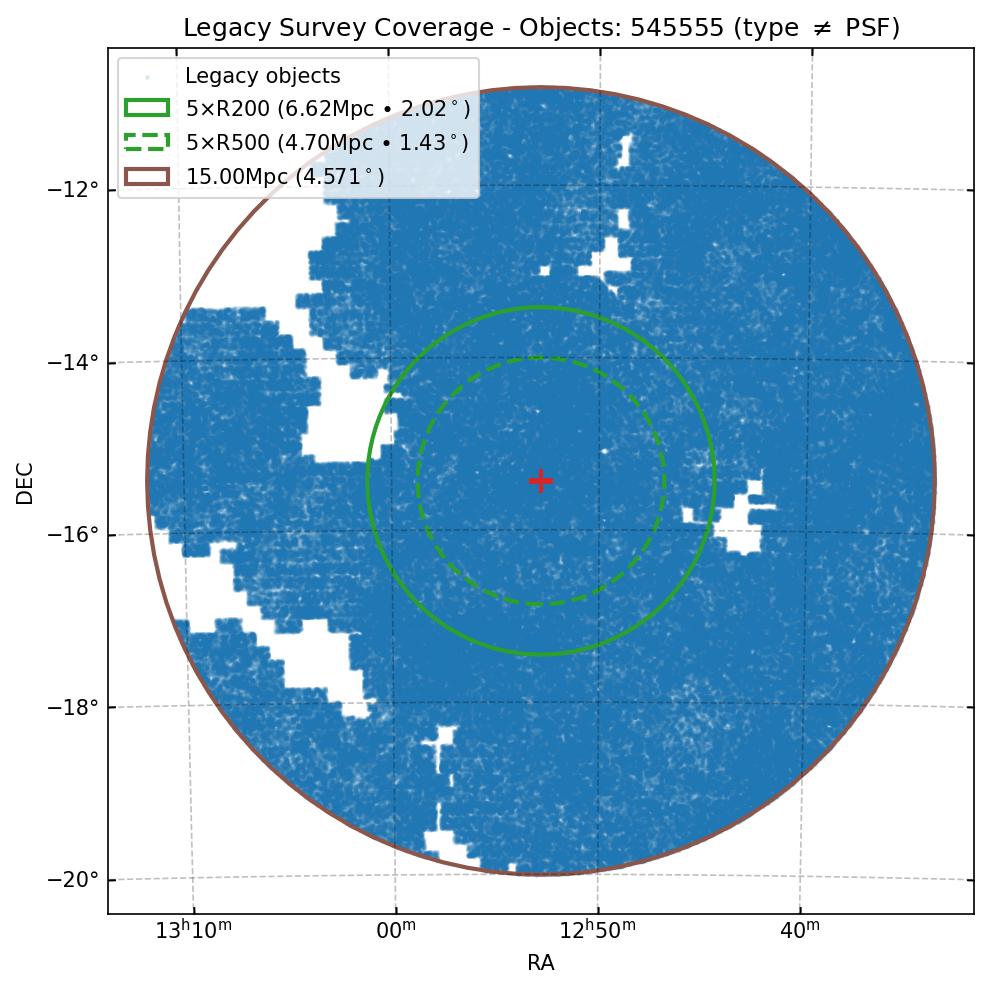 Legacy Survey Coverage - Objects: 545555 (type ≠ PSF)
Legacy objects
5×R200 (6.62Mpc • 2.02°)
5×R500 (4.70Mpc • 1.43°)
15.00Mpc (4.571°)
−12°
−14°
−16°
−18°
−20°
DEC
13ʰ10ᵐ 00ᵐ 12ʰ50ᵐ 40ᵐ
RA